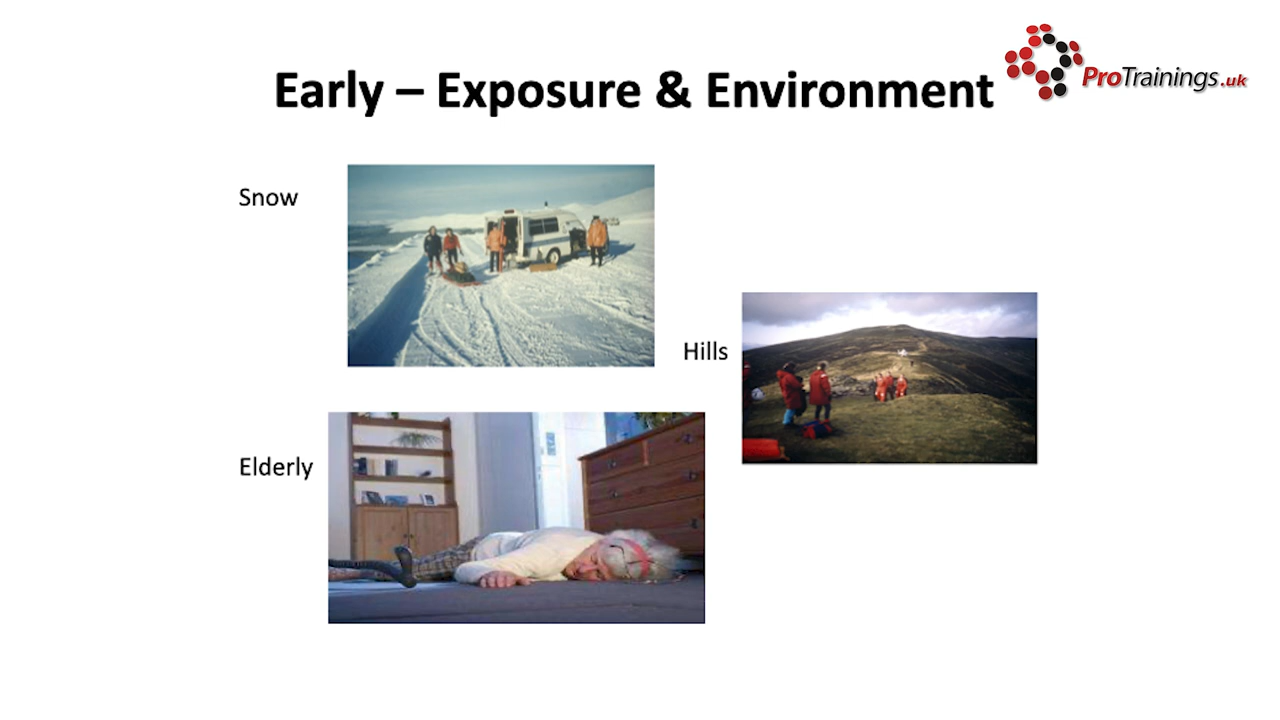 Early – Exposure & Environment
ProTrainings.uk
Snow
Hills
Elderly